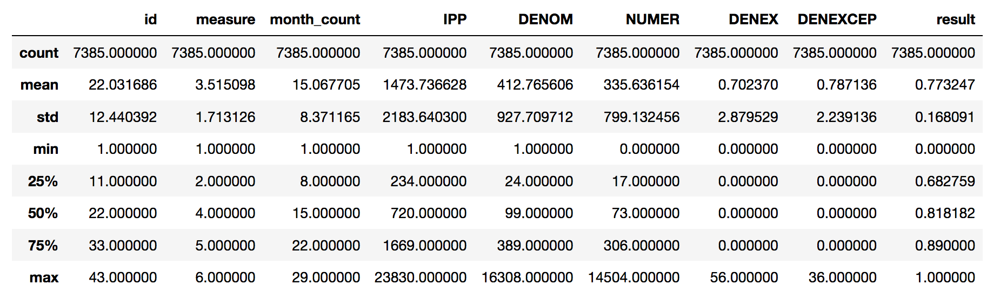 id measure month_count IPP DENOM NUMER DENEX DENEXCEP result
count 7385.000000 7385.000000 7385.000000 7385.000000 7385.000000 7385.000000 7385.000000 7385.000000 7385.000000
mean 22.031686 3.515098 15.067705 1473.736628 412.765606 335.636154 0.702370 0.787136 0.773247
std 12.440392 1.713126 8.371165 2183.640300 927.709712 799.132456 2.879529 2.239136 0.168091
min 1.000000 1.000000 1.000000 1.000000 1.000000 0.000000 0.000000 0.000000 0.000000
25% 11.000000 2.000000 8.000000 234.000000 24.000000 17.000000 0.000000 0.000000 0.682759
50% 22.000000 4.000000 15.000000 720.000000 99.000000 73.000000 0.000000 0.000000 0.818182
75% 33.000000 5.000000 22.000000 1669.000000 389.000000 306.000000 0.000000 0.000000 0.890000
max 43.000000 6.000000 29.000000 23830.000000 16308.000000 14504.000000 56.000000 36.000000 1.000000